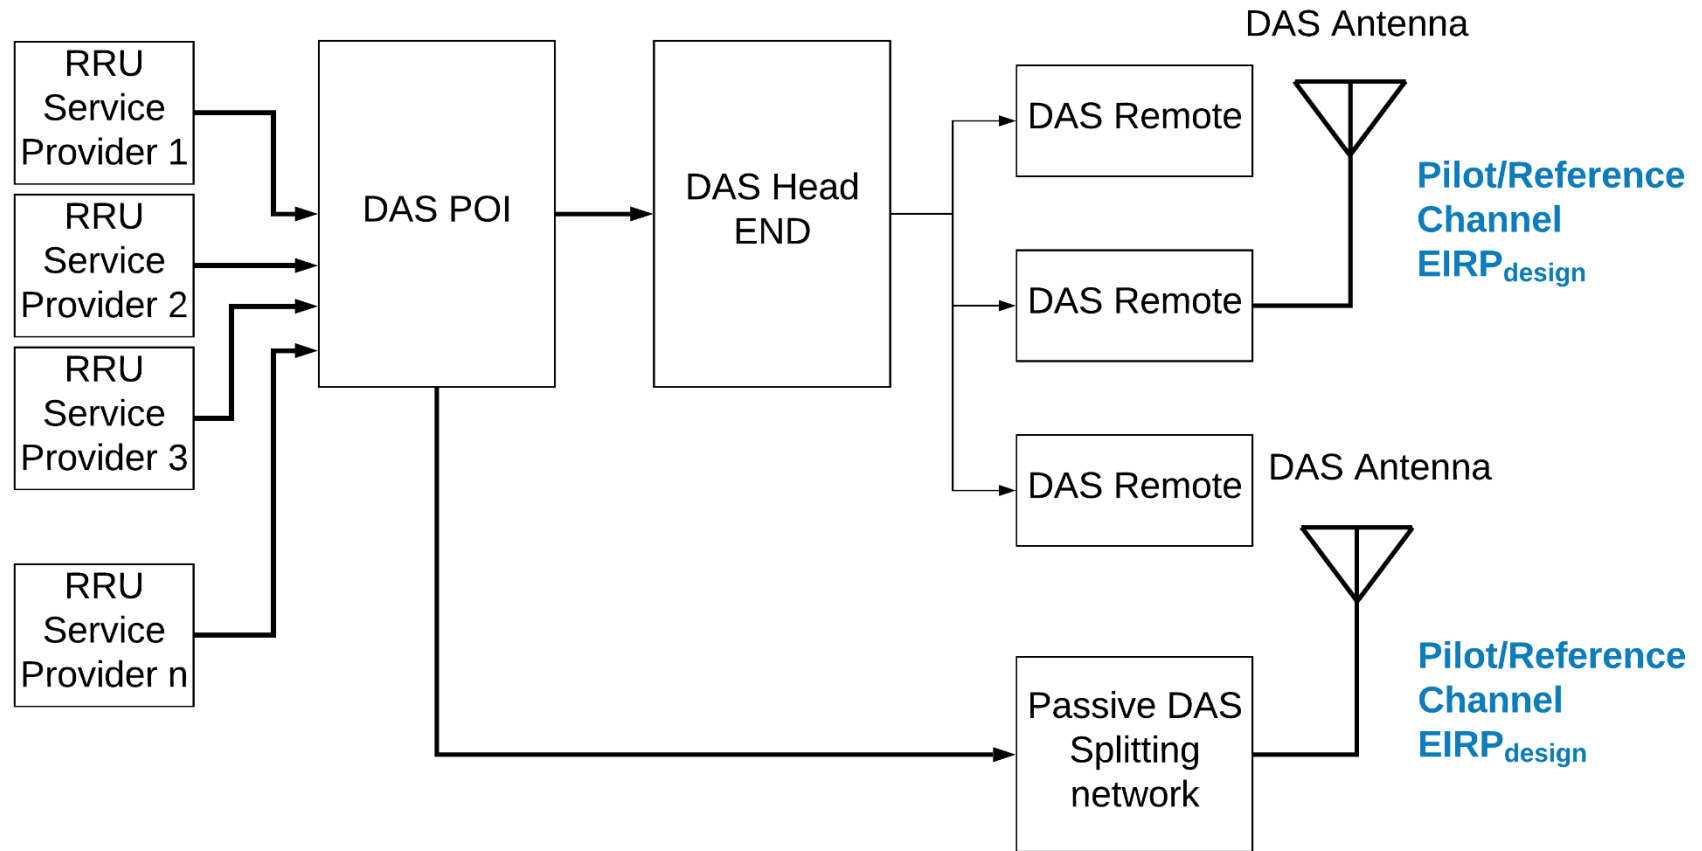 RRU
Service
Provider 1
RRU
Service
Provider 2
RRU
Service
Provider 3
RRU
Service
Provider n
DAS POI
DAS Head
END
DAS Remote
DAS Remote
DAS Remote
DAS Antenna
Pilot/Reference
Channel
EIRPdesign
DAS Antenna
Passive DAS
Splitting
network
Pilot/Reference
Channel
EIRPdesign